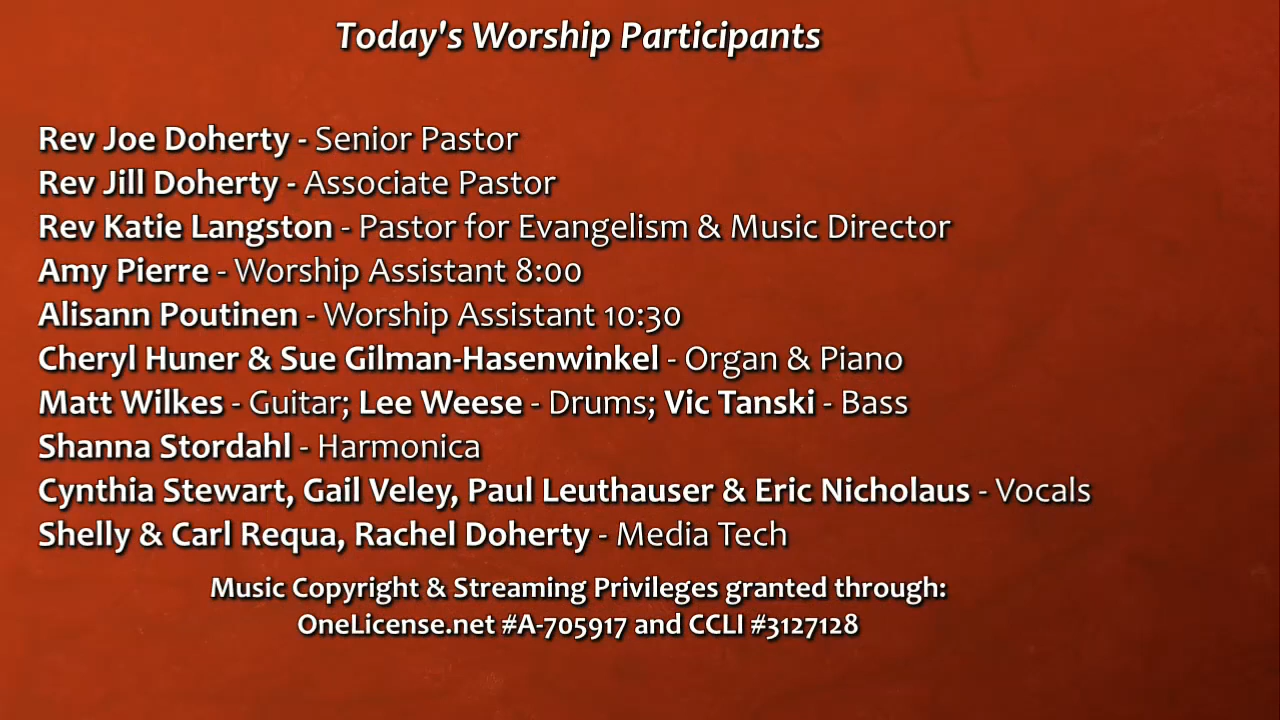 Today's Worship Participants
Rev Joe Doherty - Senior Pastor
Rev Jill Doherty - Associate Pastor
Rev Katie Langston - Pastor for Evangelism & Music Director
Amy Pierre - Worship Assistant 8:00
Alisann Poutinen - Worship Assistant 10:30
Cheryl Huner & Sue Gilman-Hasenwinkel - Organ & Piano
Matt Wilkes - Guitar; Lee Weese - Drums; Vic Tanski - Bass
Shanna Stordahl - Harmonica
Cynthia Stewart, Gail Veley, Paul Leuthauser & Eric Nicholaus - Vocals
Shelly & Carl Requa, Rachel Doherty - Media Tech
Music Copyright & Streaming Privileges granted through:
OneLicense.net #A-705917 and CCLI #3127128